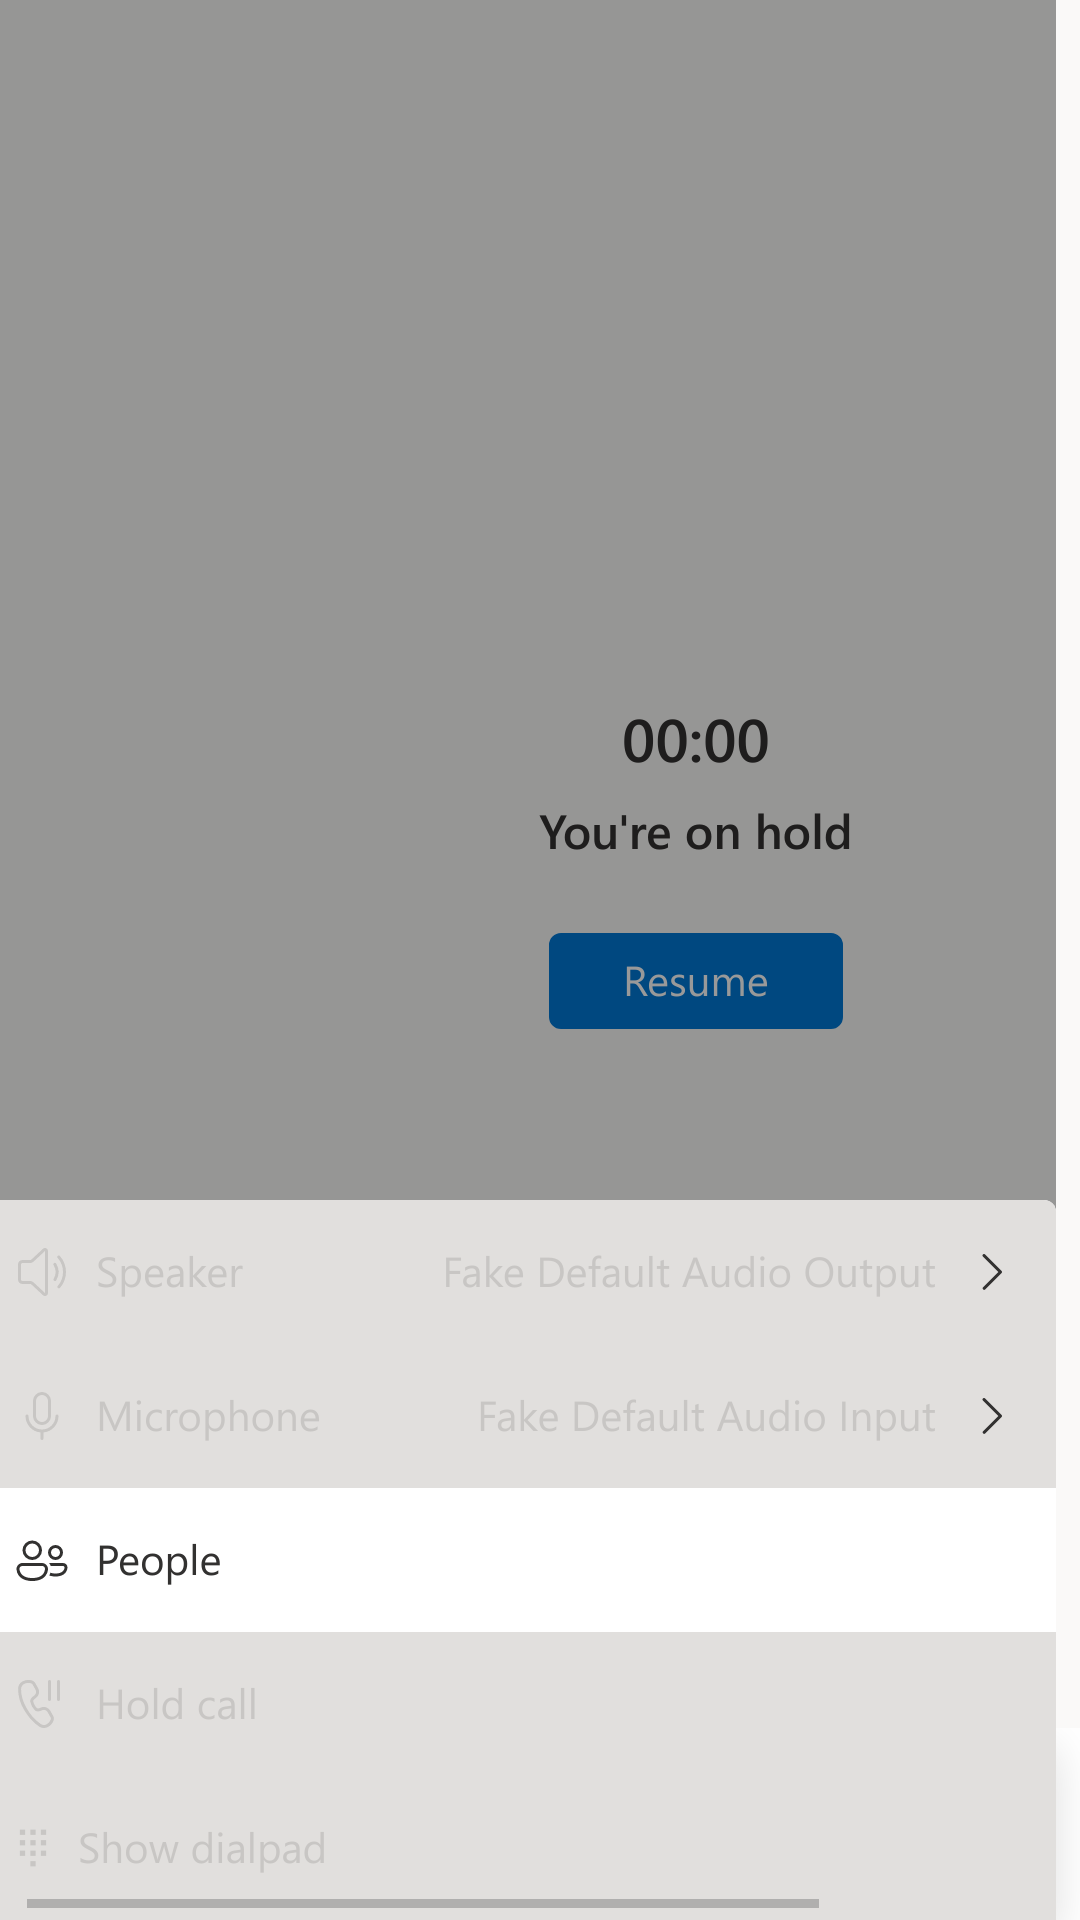 00:00
You're on hold
Resume
Speaker Fake Default Audio Output
Microphone Fake Default Audio Input
People
Hold call
Show dialpad